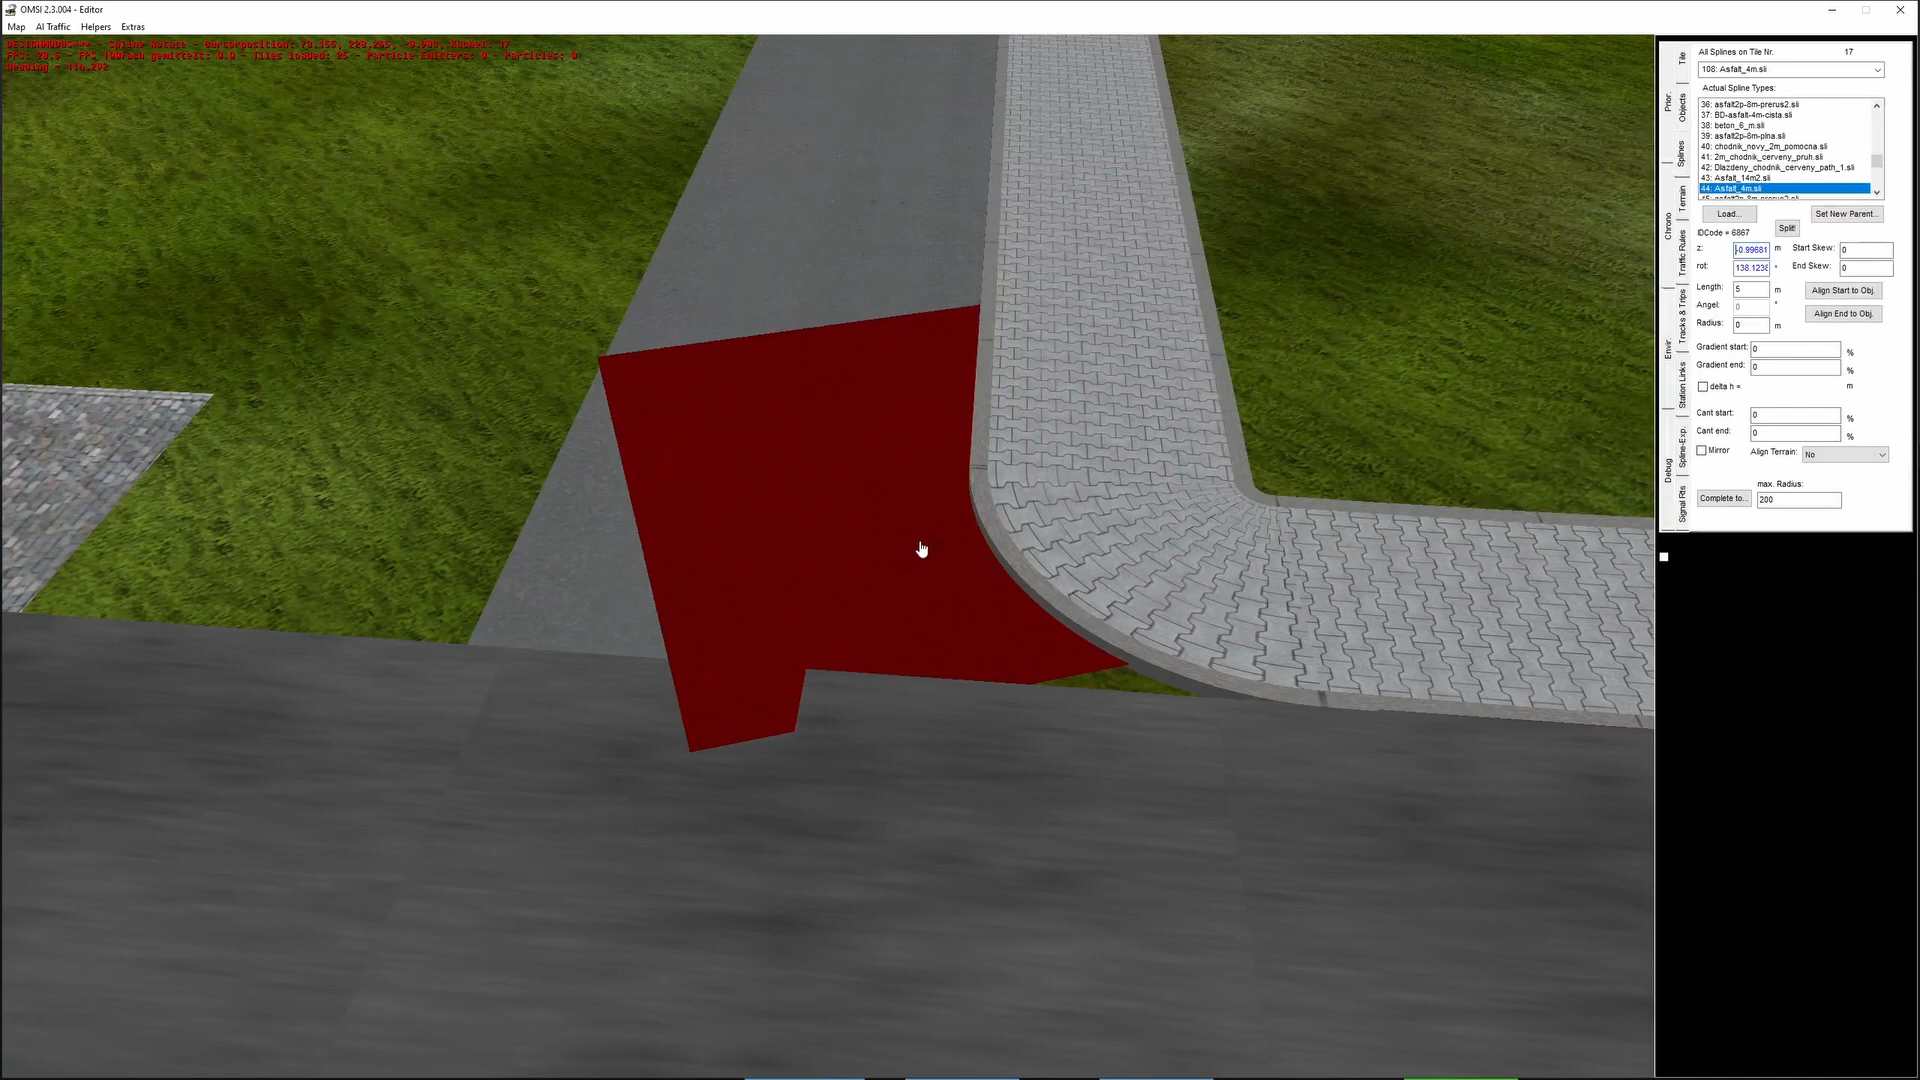 OMSI 2.3.004 - Editor
Map AI Traffic Helpers Extras
All Splines on Tile Nr. 17
108: Asfalt_4m.sli
Actual Spline Types:
36: asfalt2p-8m-prerus2.sli
37: BD-asfalt-4m-cista.sli
38: beton_6_m.sli
39: asfalt2p-8m-plna.sli
40: chodnik_novy_2m_pomocna.sli
41: 2m_chodnik_cerveny_pruh.sli
42: Dlazdeny_chodnik_cerveny_path_1.sli
43: Asfalt_14m2.sli
44: Asfalt_4m.sli
Load... Set New Parent...
Split!
IDCode = 6867
z: -0.99681 m Start Skew: 0
rot: 138.1238 ° End Skew: 0
Length: 5 m Align Start to Obj.
Angel: 0 °
Align End to Obj.
Radius: 0 m
Gradient start: 0 %
Gradient end: 0 %
delta h = m
Cant start: 0 %
Cant end: 0 %
Mirror Align Terrain: No
max. Radius:
Complete to... 200
Tile
Objects
Splines
Terrain
Traffic Rules
Tracks & Trips
Station Links
Spline-Exp.
Signal Rts
Prior.
Chrono
Envir.
Debug